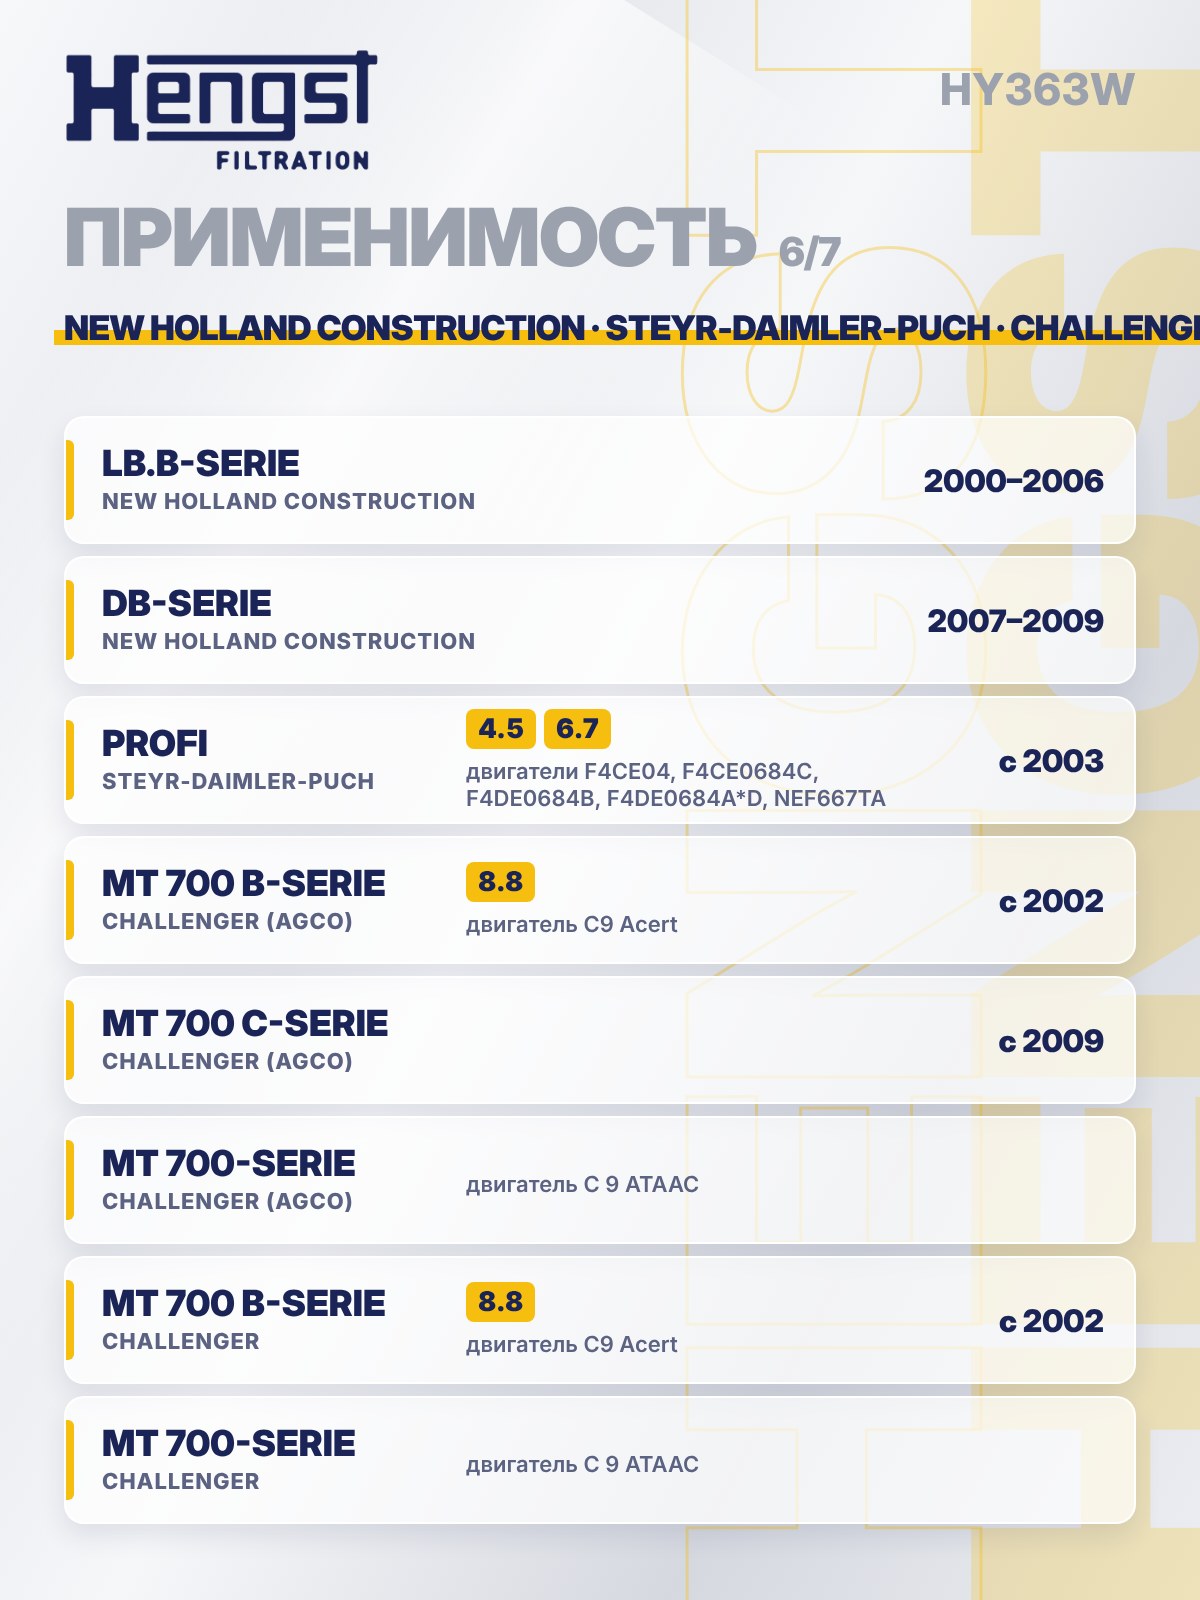 Hengst
FILTRATION
HY363W
ПРИМЕНИМОСТЬ 6/7
NEW HOLLAND CONSTRUCTION · STEYR-DAIMLER-PUCH ·
LB.B-SERIE
NEW HOLLAND CONSTRUCTION
2000–2006
DB-SERIE
NEW HOLLAND CONSTRUCTION
2007–2009
PROFI
STEYR-DAIMLER-PUCH
4.5 6.7
двигатели F4CE04, F4CE0684C,
F4DE0684B, F4DE0684A*D, NEF667TA
с 2003
MT 700 B-SERIE
CHALLENGER (AGCO)
8.8
двигатель C9 Acert
с 2002
MT 700 C-SERIE
CHALLENGER (AGCO)
с 2009
MT 700-SERIE
CHALLENGER (AGCO)
двигатель C 9 ATAAC
MT 700 B-SERIE
CHALLENGER
8.8
двигатель C9 Acert
с 2002
MT 700-SERIE
CHALLENGER
двигатель C 9 ATAAC
HENGST
HENGST